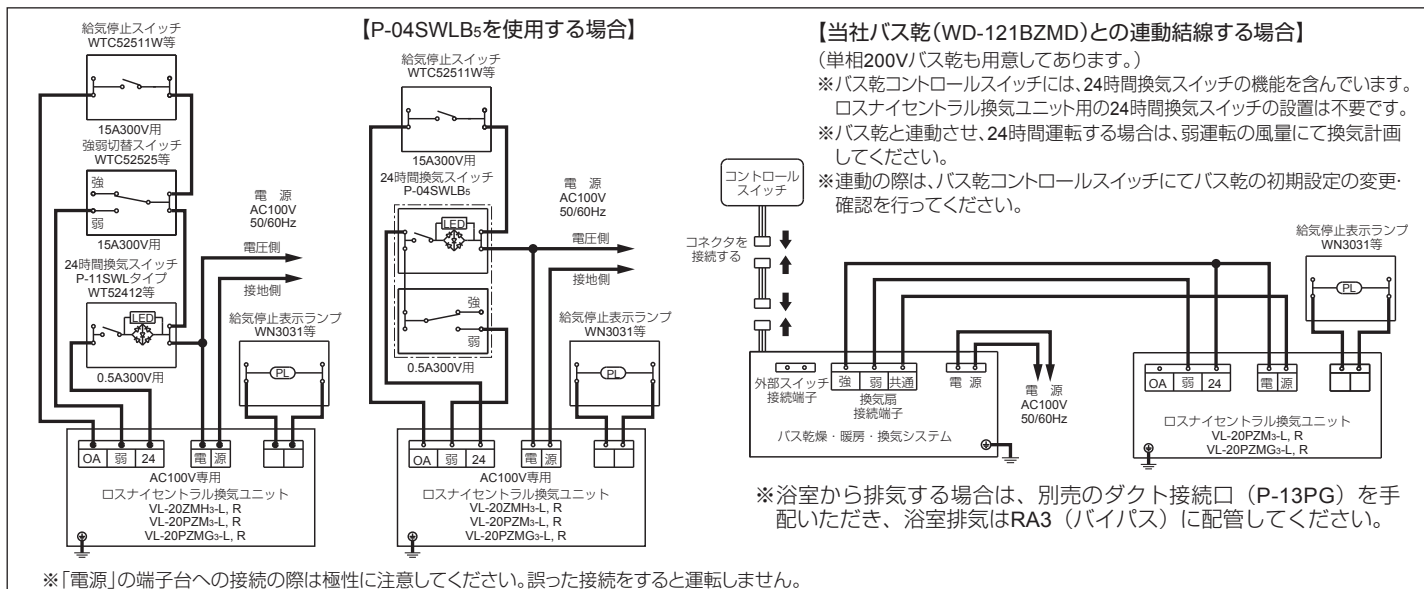 給気停止スイッチ
WTC52511W等
15A300V用
強弱切替スイッチ
WTC52525等
強
弱
15A300V用
24時間換気スイッチ
P-11SWLタイプ
WT52412等
LED
0.5A300V用
電 源
AC100V
50/60Hz
電圧側
接地側
給気停止表示ランプ
WN3031等
PL
OA 弱 24
電 源
AC100V専用
ロスナイセントラル換気ユニット
VL-20ZMH3-L, R
VL-20PZM3-L, R
VL-20PZMG3-L, R
【P-04SWLB5を使用する場合】
給気停止スイッチ
WTC52511W等
15A300V用
24時間換気スイッチ
P-04SWLB5
LED
強
弱
0.5A300V用
電 源
AC100V
50/60Hz
電圧側
接地側
給気停止表示ランプ
WN3031等
PL
OA 弱 24
電 源
AC100V専用
ロスナイセントラル換気ユニット
VL-20ZMH3-L, R
VL-20PZM3-L, R
VL-20PZMG3-L, R
【当社バス乾(WD-121BZMD)との連動結線する場合】
(単相200Vバス乾も用意してあります。)
※バス乾コントロールスイッチには、24時間換気スイッチの機能を含んでいます。
ロスナイセントラル換気ユニット用の24時間換気スイッチの設置は不要です。
※バス乾と連動させ、24時間運転する場合は、弱運転の風量にて換気計画
してください。
※連動の際は、バス乾コントロールスイッチにてバス乾の初期設定の変更・
確認を行ってください。
コントロール
スイッチ
コネクタを
接続する
外部スイッチ
接続端子
強 弱 共通
換気扇
接続端子
電 源
電 源
AC100V
50/60Hz
バス乾燥・暖房・換気システム
給気停止表示ランプ
WN3031等
PL
OA 弱 24
電 源
ロスナイセントラル換気ユニット
VL-20PZM3-L, R
VL-20PZMG3-L, R
※浴室から排気する場合は、別売のダクト接続口（P-13PG）を手
配いただき、浴室排気はRA3（バイパス）に配管してください。
※「電源」の端子台への接続の際は極性に注意してください。誤った接続をすると運転しません。